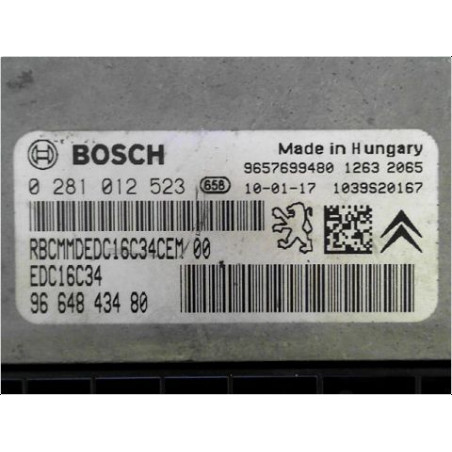 BOSCH
Made in Hungary
9657699480 1263 2065
0 281 012 523 658 10-01-17 1039S20167
RBCMMDEDC16C34CEM/00
EDC16C34
96 648 434 80